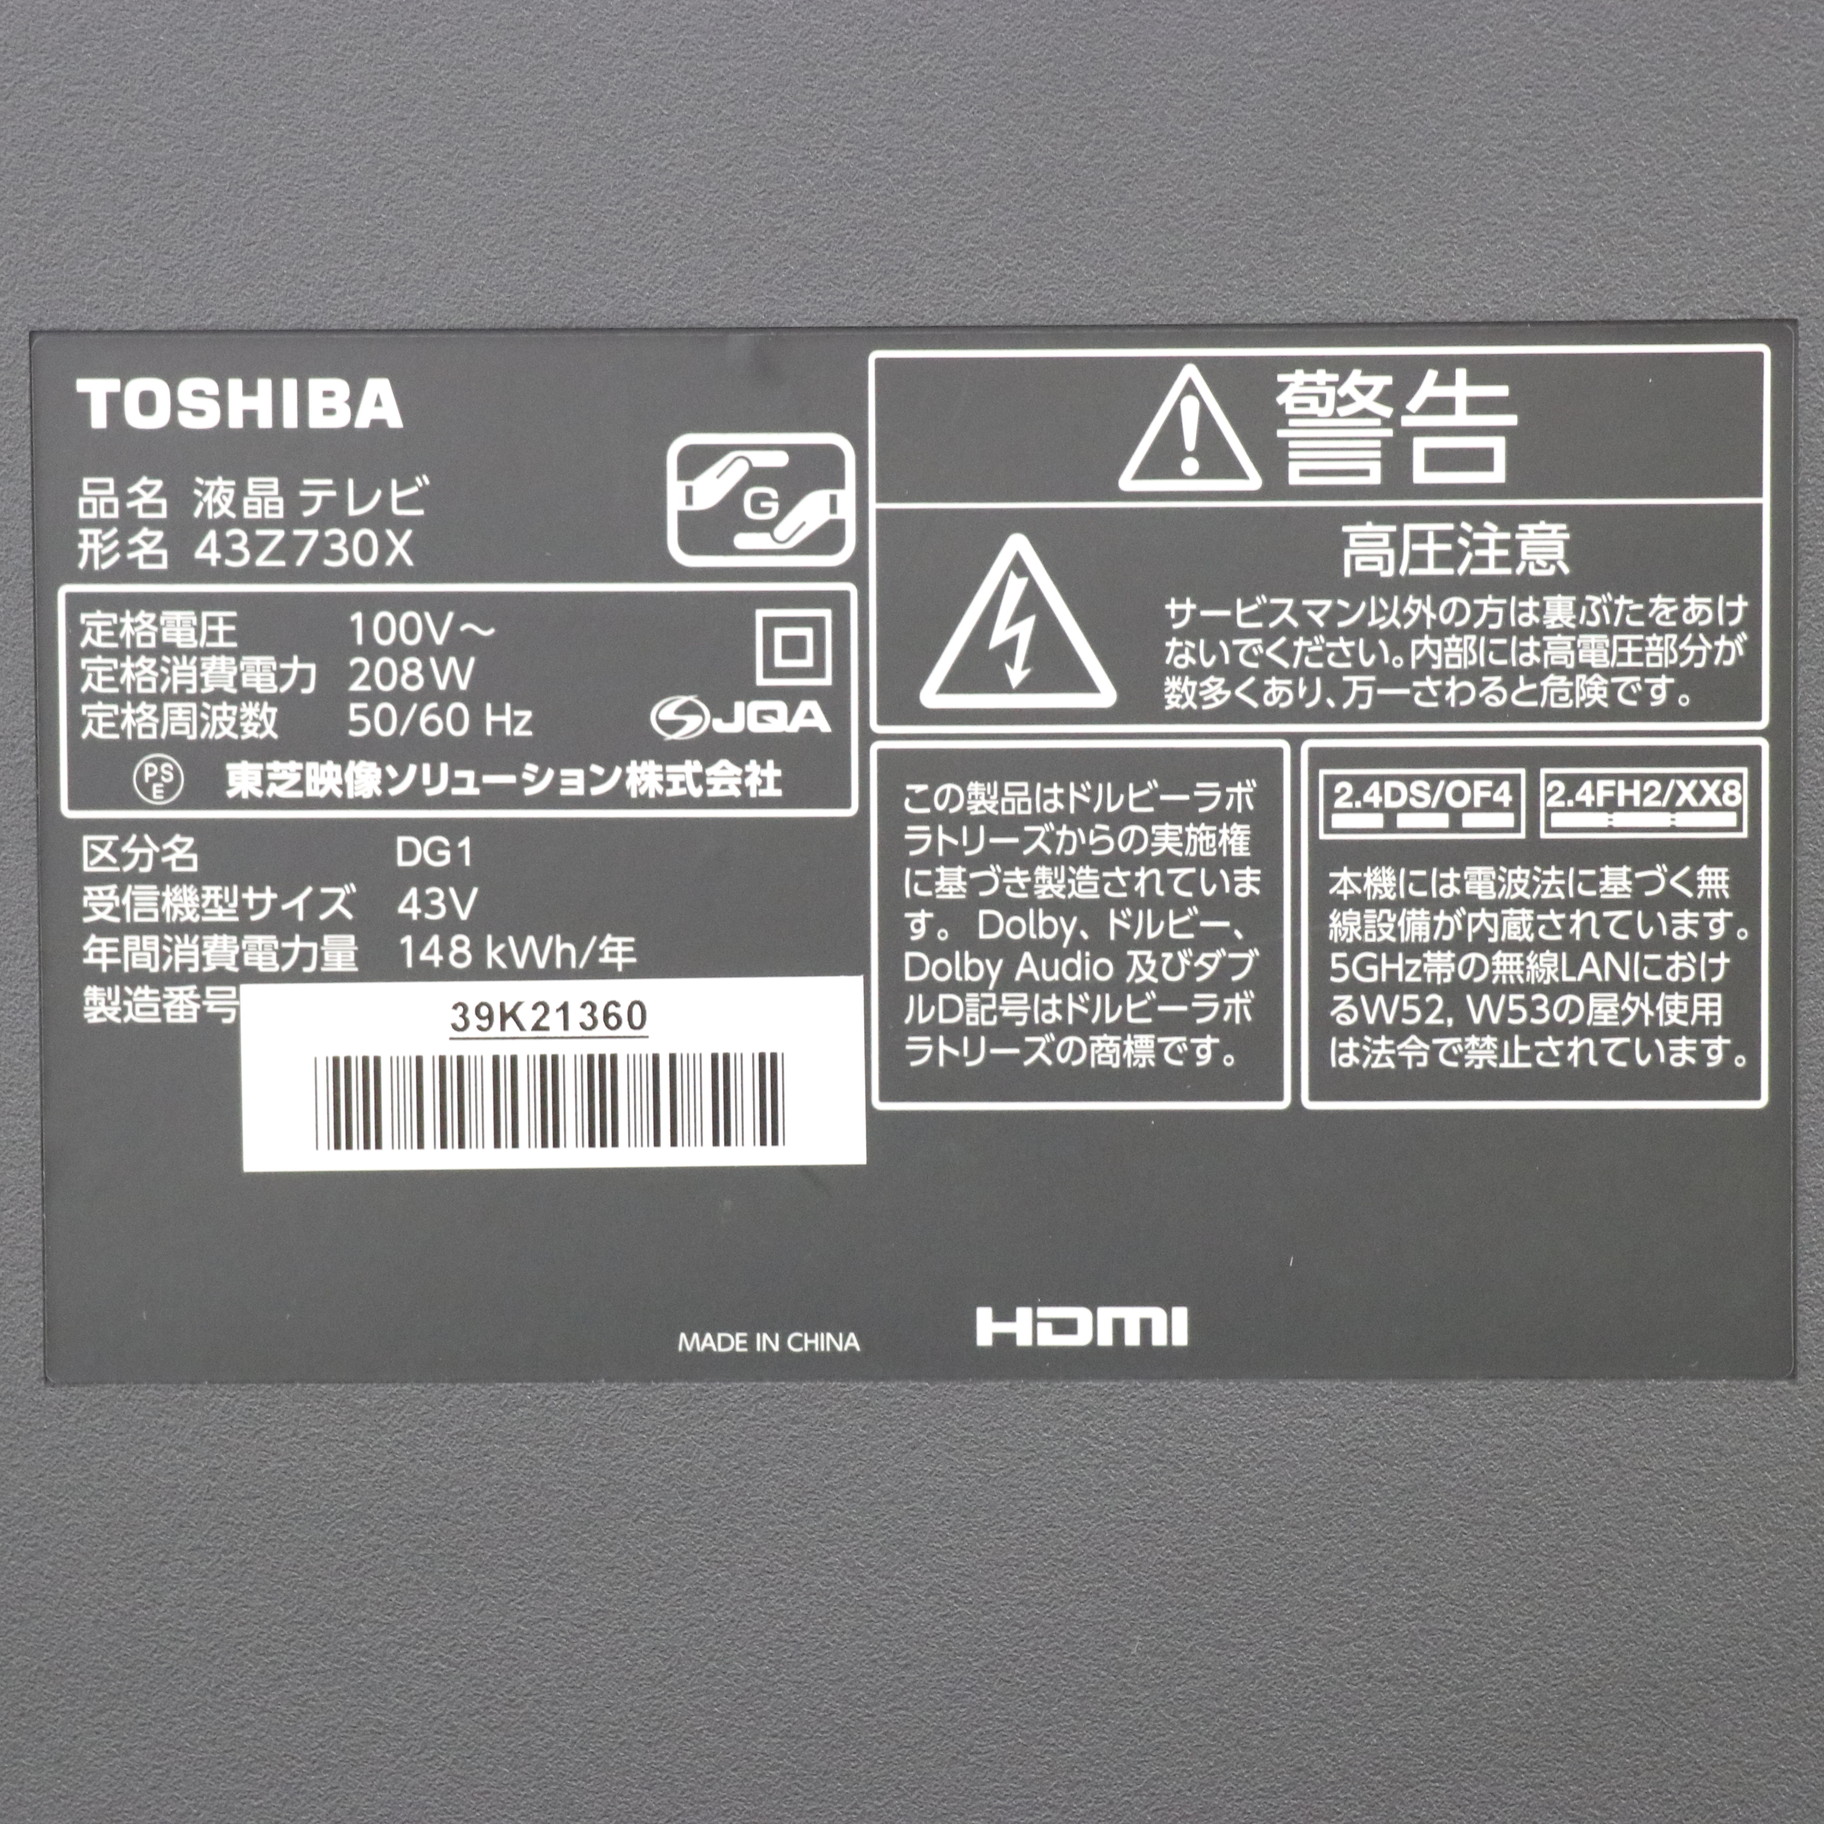 TOSHIBA
品名 液晶 テレビ
形名 43Z730X
G
定格電圧 100V～
定格消費電力 208W
定格周波数 50/60 Hz
JQA
PS
E
東芝映像ソリューション株式会社
区分名 DG1
受信機型サイズ 43V
年間消費電力量 148 kWh/年
製造番号
39K21360
警告
高圧注意
サービスマン以外の方は裏ぶたをあけ
ないでください。内部には高電圧部分が
数多くあり、万一さわると危険です。
この製品はドルビーラボ
ラトリーズからの実施権
に基づき製造されていま
す。 Dolby、ドルビー、
Dolby Audio 及びダブ
ルD記号はドルビーラボ
ラトリーズの商標です。
2.4DS/OF4
2.4FH2/XX8
本機には電波法に基づく無
線設備が内蔵されています。
5GHz帯の無線LANにおけ
るW52, W53の屋外使用
は法令で禁止されています。
MADE IN CHINA
HDMI